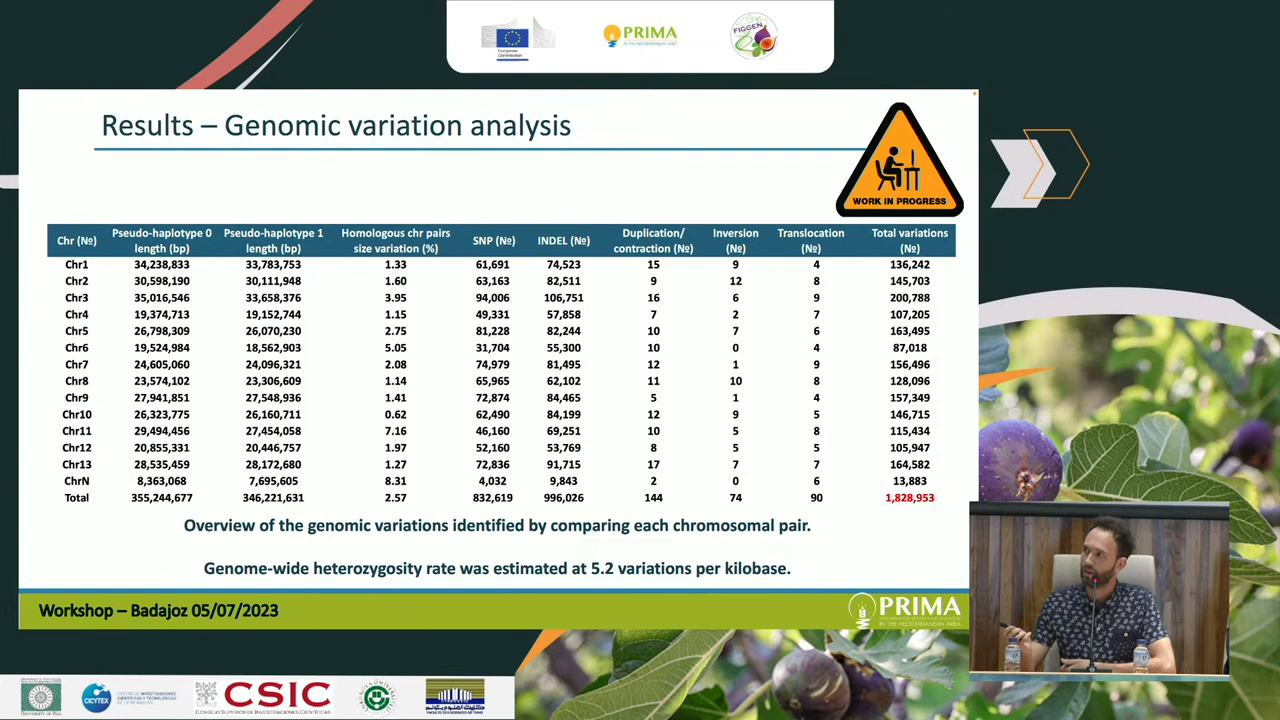 European
Commission
PRIMA
IN THE MEDITERRANEAN AREA
FIGGEN
Results – Genomic variation analysis
WORK IN PROGRESS
Chr (№) Pseudo-haplotype 0 length (bp) Pseudo-haplotype 1 length (bp) Homologous chr pairs size variation (%) SNP (№) INDEL (№) Duplication/ contraction (№) Inversion (№) Translocation (№) Total variations (№)
Chr1 34,238,833 33,783,753 1.33 61,691 74,523 15 9 4 136,242
Chr2 30,598,190 30,111,948 1.60 63,163 82,511 9 12 8 145,703
Chr3 35,016,546 33,658,376 3.95 94,006 106,751 16 6 9 200,788
Chr4 19,374,713 19,152,744 1.15 49,331 57,858 7 2 7 107,205
Chr5 26,798,309 26,070,230 2.75 81,228 82,244 10 7 6 163,495
Chr6 19,524,984 18,562,903 5.05 31,704 55,300 10 0 4 87,018
Chr7 24,605,060 24,096,321 2.08 74,979 81,495 12 1 9 156,496
Chr8 23,574,102 23,306,609 1.14 65,965 62,102 11 10 8 128,096
Chr9 27,941,851 27,548,936 1.41 72,874 84,465 5 1 4 157,349
Chr10 26,323,775 26,160,711 0.62 62,490 84,199 12 9 5 146,715
Chr11 29,494,456 27,454,058 7.16 46,160 69,251 10 5 8 115,434
Chr12 20,855,331 20,446,757 1.97 52,160 53,769 8 5 5 105,947
Chr13 28,535,459 28,172,680 1.27 72,836 91,715 17 7 7 164,582
ChrN 8,363,068 7,695,605 8.31 4,032 9,843 2 0 6 13,883
Total 355,244,677 346,221,631 2.57 832,619 996,026 144 74 90 1,828,953
Overview of the genomic variations identified by comparing each chromosomal pair.
Genome-wide heterozygosity rate was estimated at 5.2 variations per kilobase.
Workshop – Badajoz 05/07/2023
PRIMA
IN THE MEDITERRANEAN AREA
UNIVERSITY OF PISA
CICYTEX
CENTRO DE INVESTIGACIONES
CIENTÍFICAS Y TECNOLÓGICAS
DE EXTREMADURA
CSIC
CONSEJO SUPERIOR DE INVESTIGACIONES CIENTÍFICAS
FACULTÉ DES SCIENCES DE TUNIS